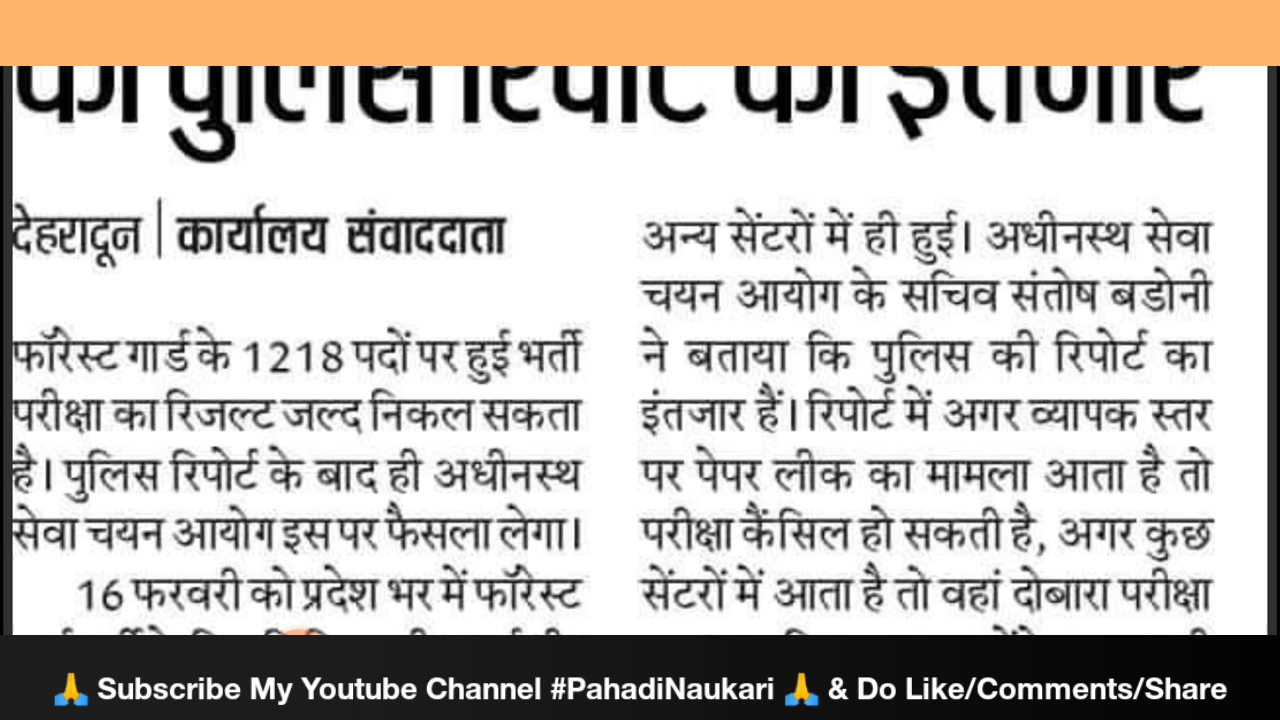 का पुलिस रिपोर्ट का इंतजार
देहरादून | कार्यालय संवाददाता
फॉरेस्ट गार्ड के 1218 पदों पर हुई भर्ती
परीक्षा का रिजल्ट जल्द निकल सकता
है। पुलिस रिपोर्ट के बाद ही अधीनस्थ
सेवा चयन आयोग इस पर फैसला लेगा।
16 फरवरी को प्रदेश भर में फॉरेस्ट
अन्य सेंटरों में ही हुई। अधीनस्थ सेवा
चयन आयोग के सचिव संतोष बडोनी
ने बताया कि पुलिस की रिपोर्ट का
इंतजार हैं। रिपोर्ट में अगर व्यापक स्तर
पर पेपर लीक का मामला आता है तो
परीक्षा कैंसिल हो सकती है, अगर कुछ
सेंटरों में आता है तो वहां दोबारा परीक्षा
🙏 Subscribe My Youtube Channel #PahadiNaukari 🙏 & Do Like/Comments/Share